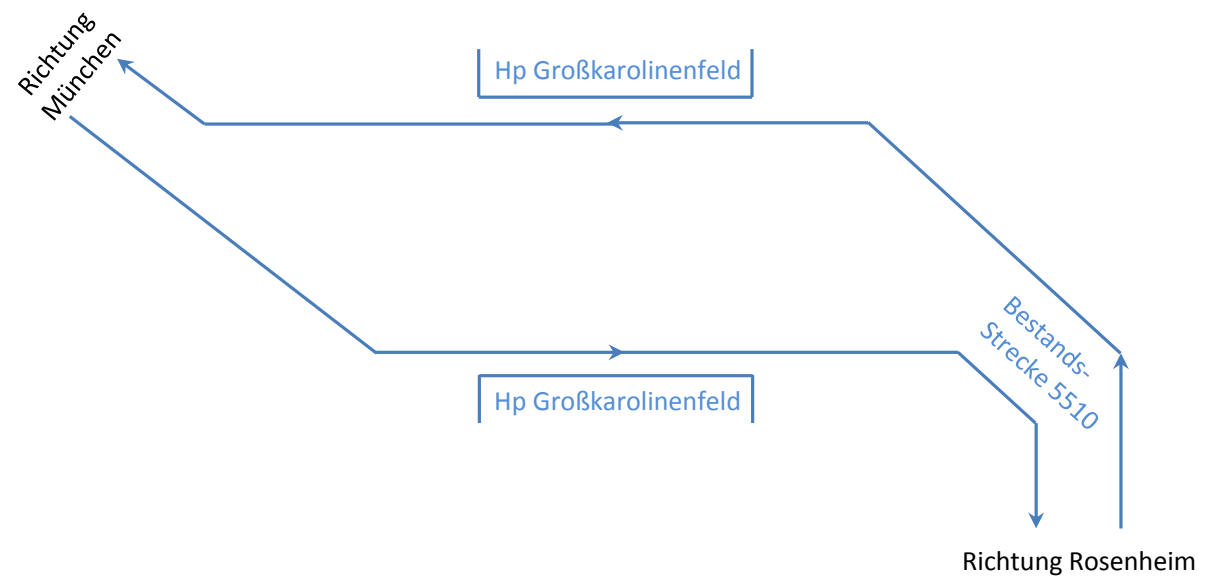 Richtung
München
Hp Großkarolinenfeld
Bestands-
Strecke 5510
Hp Großkarolinenfeld
Richtung Rosenheim